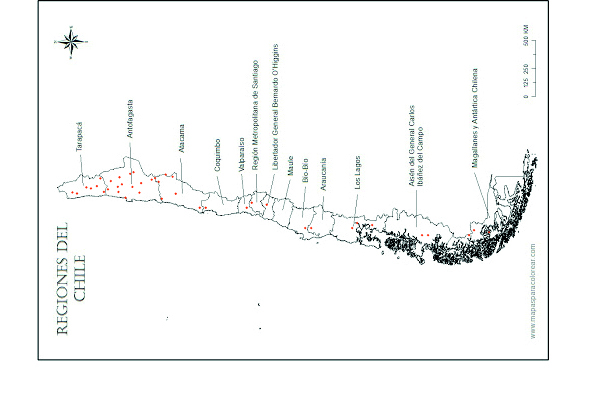 REGIONES DEL
CHILE
Tarapacá
Antofagasta
Atacama
Coquimbo
Valparaíso
Región Metropolitana de Santiago
Libertador General Bernardo O'Higgins
Maule
Bío-Bío
Araucanía
Los Lagos
Aisén del General Carlos
Ibáñez del Campo
Magallanes y Antártica Chilena
0 125 250 500 KM
www.mapasparacolorear.com